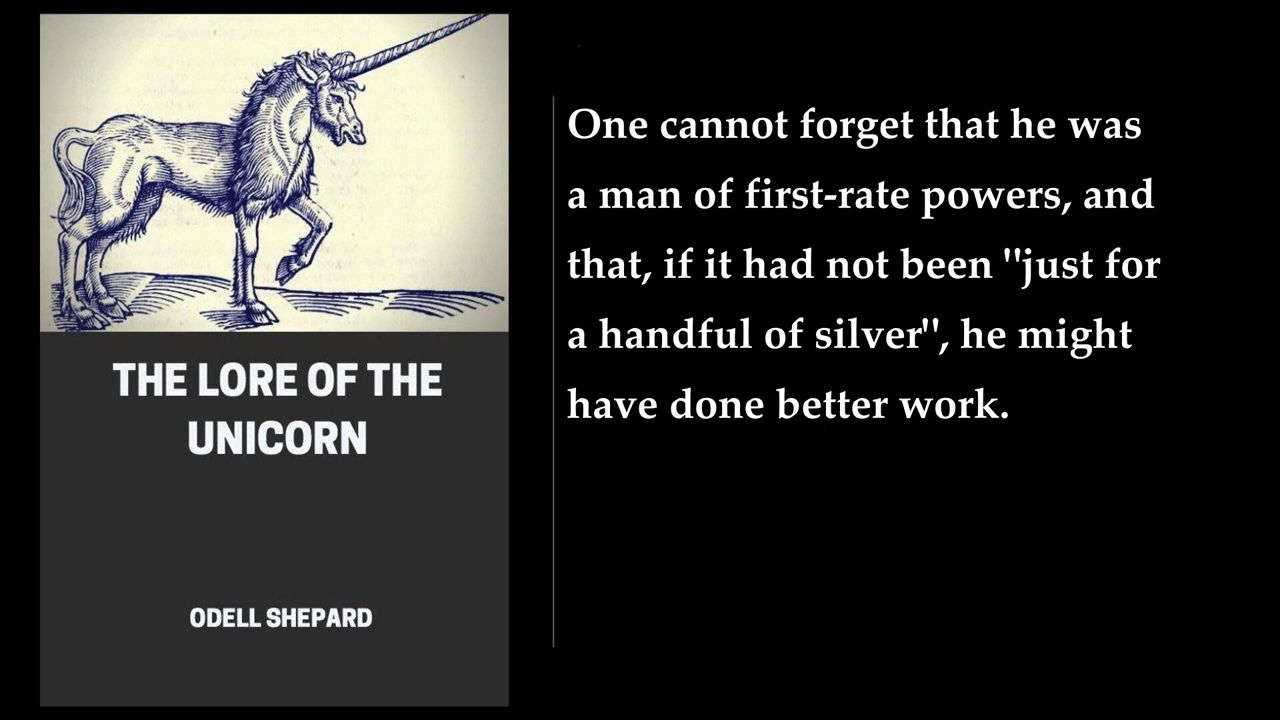 THE LORE OF THE
UNICORN
ODELL SHEPARD
One cannot forget that he was
a man of first-rate powers, and
that, if it had not been "just for
a handful of silver", he might
have done better work.